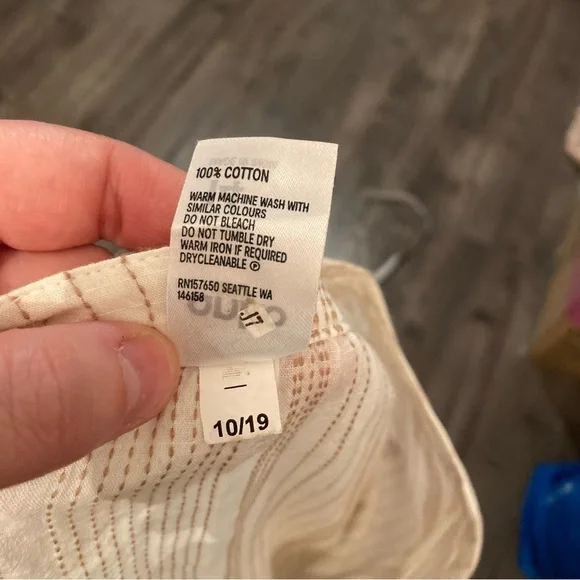 100% COTTON
WARM MACHINE WASH WITH
SIMILAR COLOURS
DO NOT BLEACH
DO NOT TUMBLE DRY
WARM IRON IF REQUIRED
DRYCLEANABLE Ⓟ
RN157650 SEATTLE WA
146158
J7
10/19